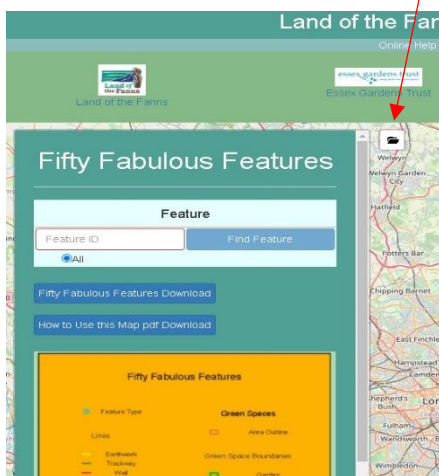 Land of the Fan
Online Help
Land of the Fanns
essex gardens trust
Land of the Fanns
Essex Gardens Trust
Fifty Fabulous Features
Welwyn
Welwyn Garden
City
Feature
Hatfield
Feature ID
Find Feature
All
Potters Bar
Fifty Fabulous Features Download
Chipping Barnet
How to Use this Map pdf Download
East Finchle
Hampstead
Camden
Fifty Fabulous Features
Feature Type
Green Spaces
Lines
Area Outline
Earthwork
Trackway
Wall
Green Space Boundaries
Garden
Shepherd's
Bush
Lon
Fulham
Wandsworth
Wimbledon